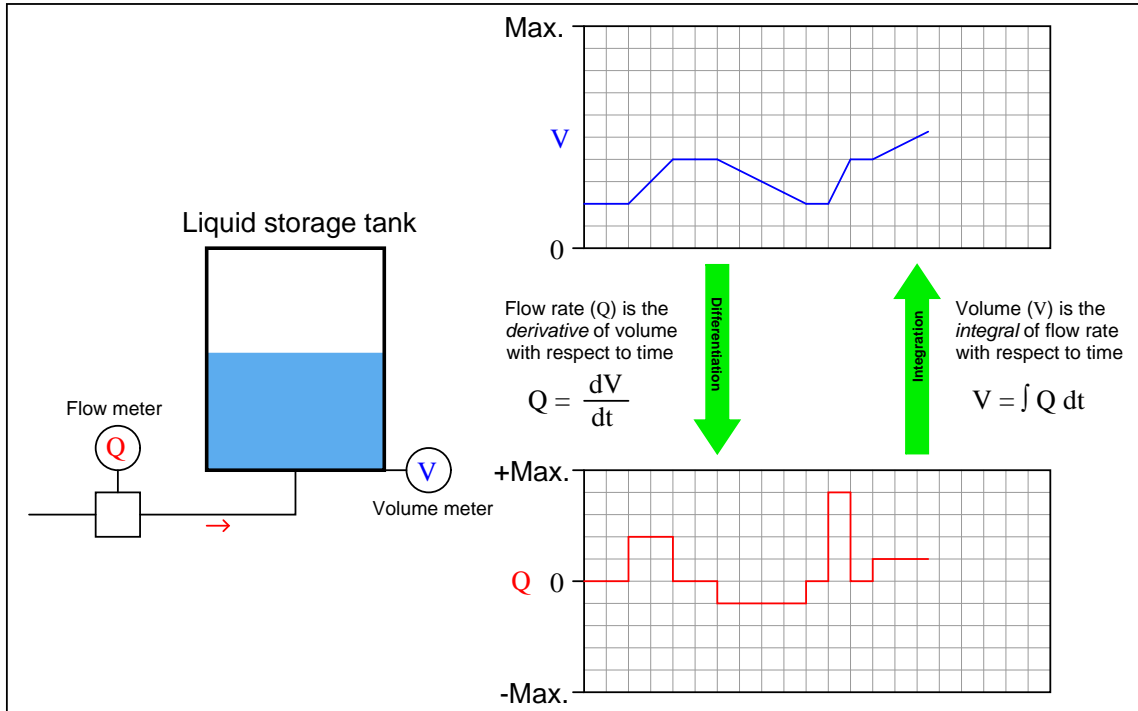 Max.
V
0
Liquid storage tank
Flow meter
Q
V
Volume meter
Flow rate (Q) is the
derivative of volume
with respect to time
Q = dV
dt
Differentiation
Integration
Volume (V) is the
integral of flow rate
with respect to time
V = ∫ Q dt
+Max.
Q 0
-Max.